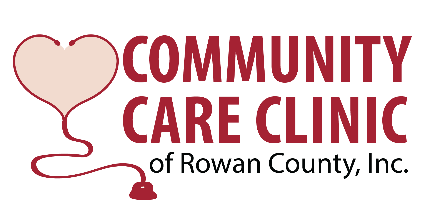 COMMUNITY
CARE CLINIC
of Rowan County, Inc.